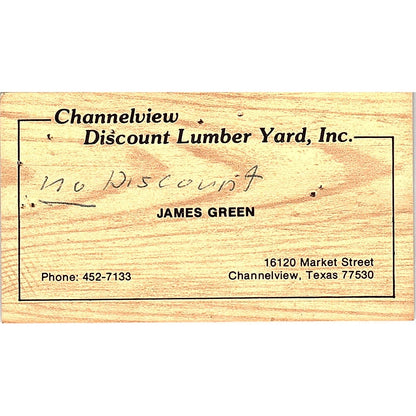 Channelview
Discount Lumber Yard, Inc.
no Discount
JAMES GREEN
16120 Market Street
Phone: 452-7133 Channelview, Texas 77530